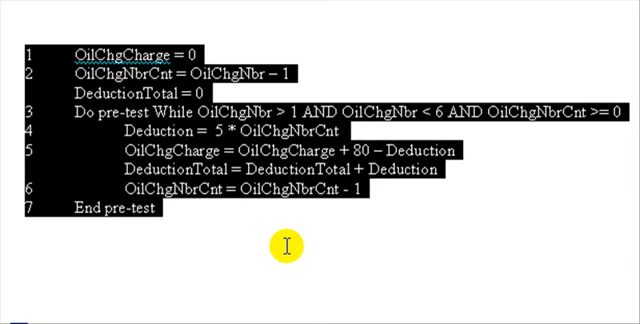 1 OilChgCharge = 0
2 OilChgNbrCnt = OilChgNbr – 1
DeductionTotal = 0
3 Do pre-test While OilChgNbr > 1 AND OilChgNbr < 6 AND OilChgNbrCnt >= 0
4 Deduction = 5 * OilChgNbrCnt
5 OilChgCharge = OilChgCharge + 80 – Deduction
DeductionTotal = DeductionTotal + Deduction
6 OilChgNbrCnt = OilChgNbrCnt - 1
7 End pre-test